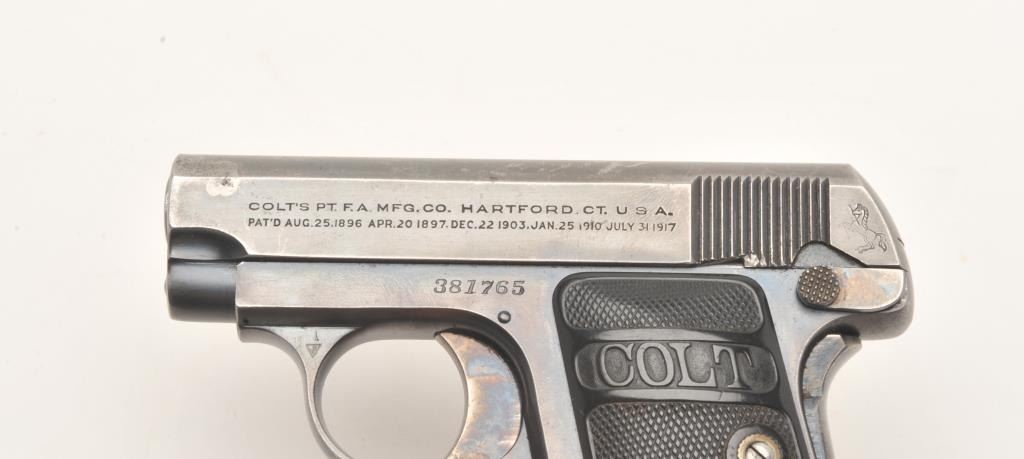 COLT'S PT. F.A. MFG. CO. HARTFORD. CT. U S A.
PAT'D AUG. 25. 1896 APR. 20 1897. DEC. 22 1903. JAN. 25 1910 JULY 31 1917
381765
COLT